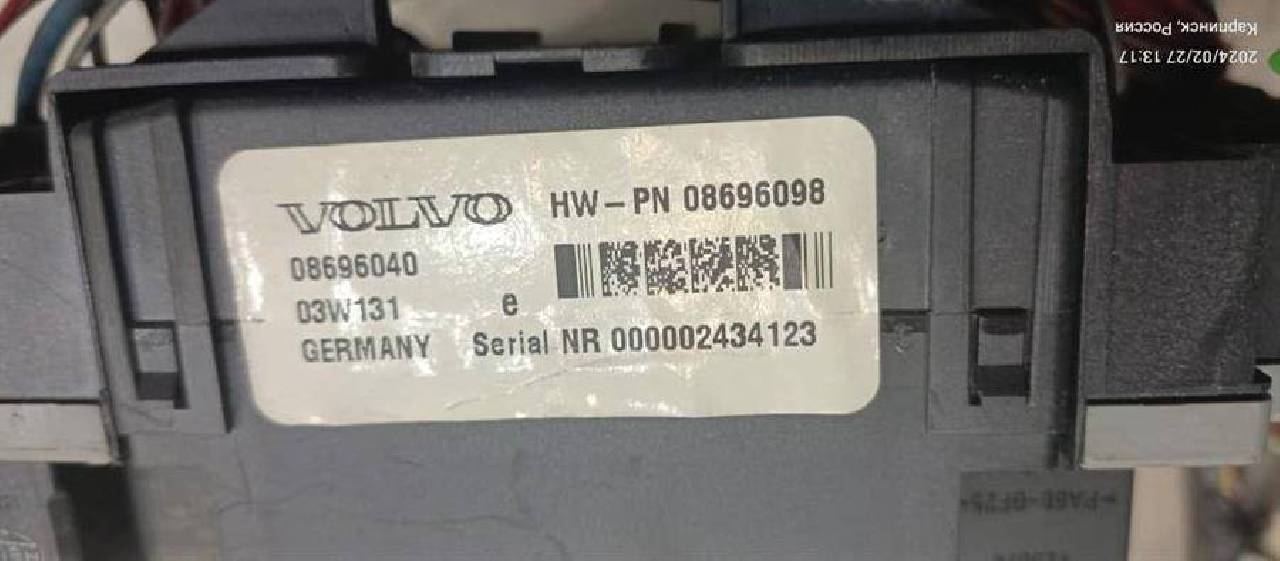 Карпинск, Россия
2024/02/27 13:17
VOLVO
HW-PN 08696098
08696040
03W131
e
GERMANY Serial NR 000002434123